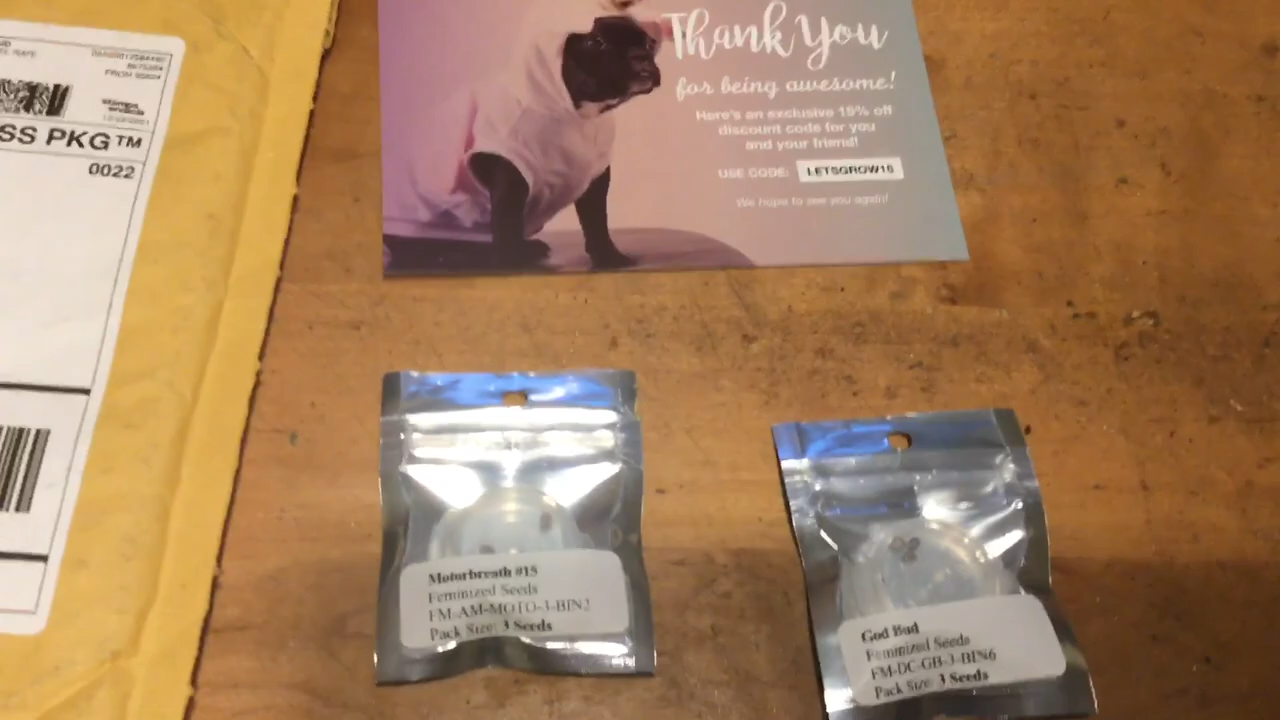 SS PKG™
0022
Thank You
for being awesome!
Here's an exclusive 15% off
discount code for you
and your friend!
USE CODE: LETSGROW15
We hope to see you again!
Motorbreath #15
Feminized Seeds
FM-AM-MOTO-3-BIN2
Pack Size: 3 Seeds
God Bud
Feminized Seeds
FM-DC-GB-3-BIN6
Pack Size: 3 Seeds